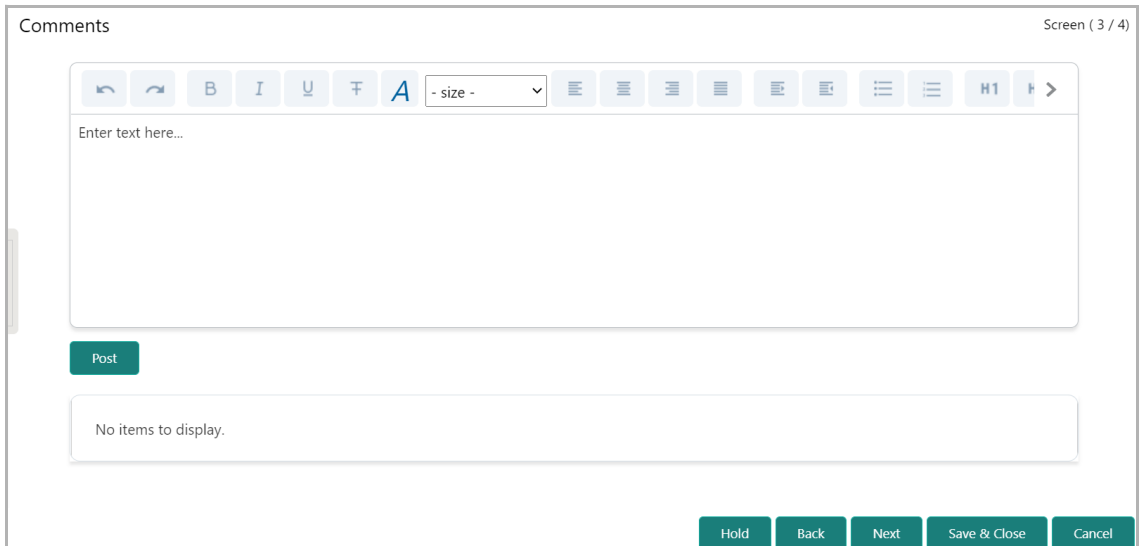 Comments
Screen ( 3 / 4)
B I U T A - size - H1
Enter text here...
Post
No items to display.
Hold Back Next Save & Close Cancel